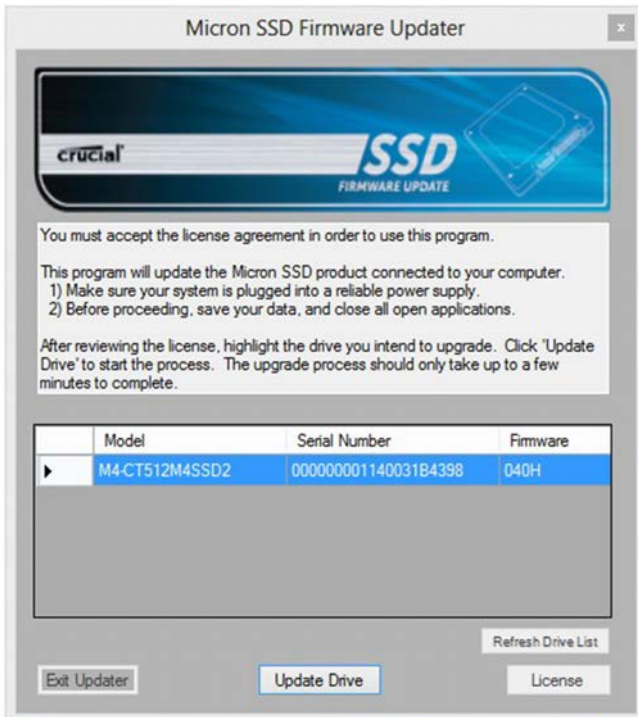 Micron SSD Firmware Updater
x
crucial
SSD
FIRMWARE UPDATE
You must accept the license agreement in order to use this program.
This program will update the Micron SSD product connected to your computer.
1) Make sure your system is plugged into a reliable power supply.
2) Before proceeding, save your data, and close all open applications.
After reviewing the license, highlight the drive you intend to upgrade. Click 'Update
Drive' to start the process. The upgrade process should only take up to a few
minutes to complete.
Model Serial Number Firmware
M4-CT512M4SSD2 000000001140031B4398 040H
Refresh Drive List
Exit Updater Update Drive License